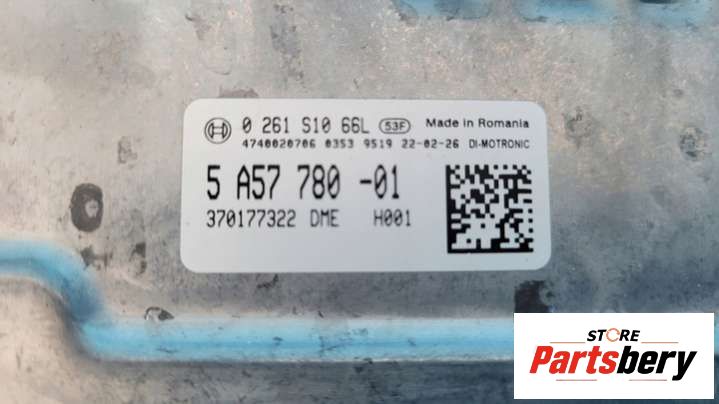 0 261 S10 66L 53F Made in Romania
4740020706 0353 9519 22-02-26 DI-MOTRONIC
5 A57 780 -01
370177322 DME H001
STORE
Partsbery